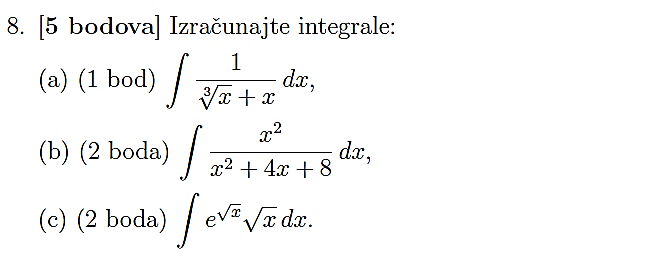 8. [5 bodova] Izračunajte integrale:
(a) (1 bod) ∫ 1/(∛x + x) dx,
(b) (2 boda) ∫ x²/(x² + 4x + 8) dx,
(c) (2 boda) ∫ e^√x √x dx.